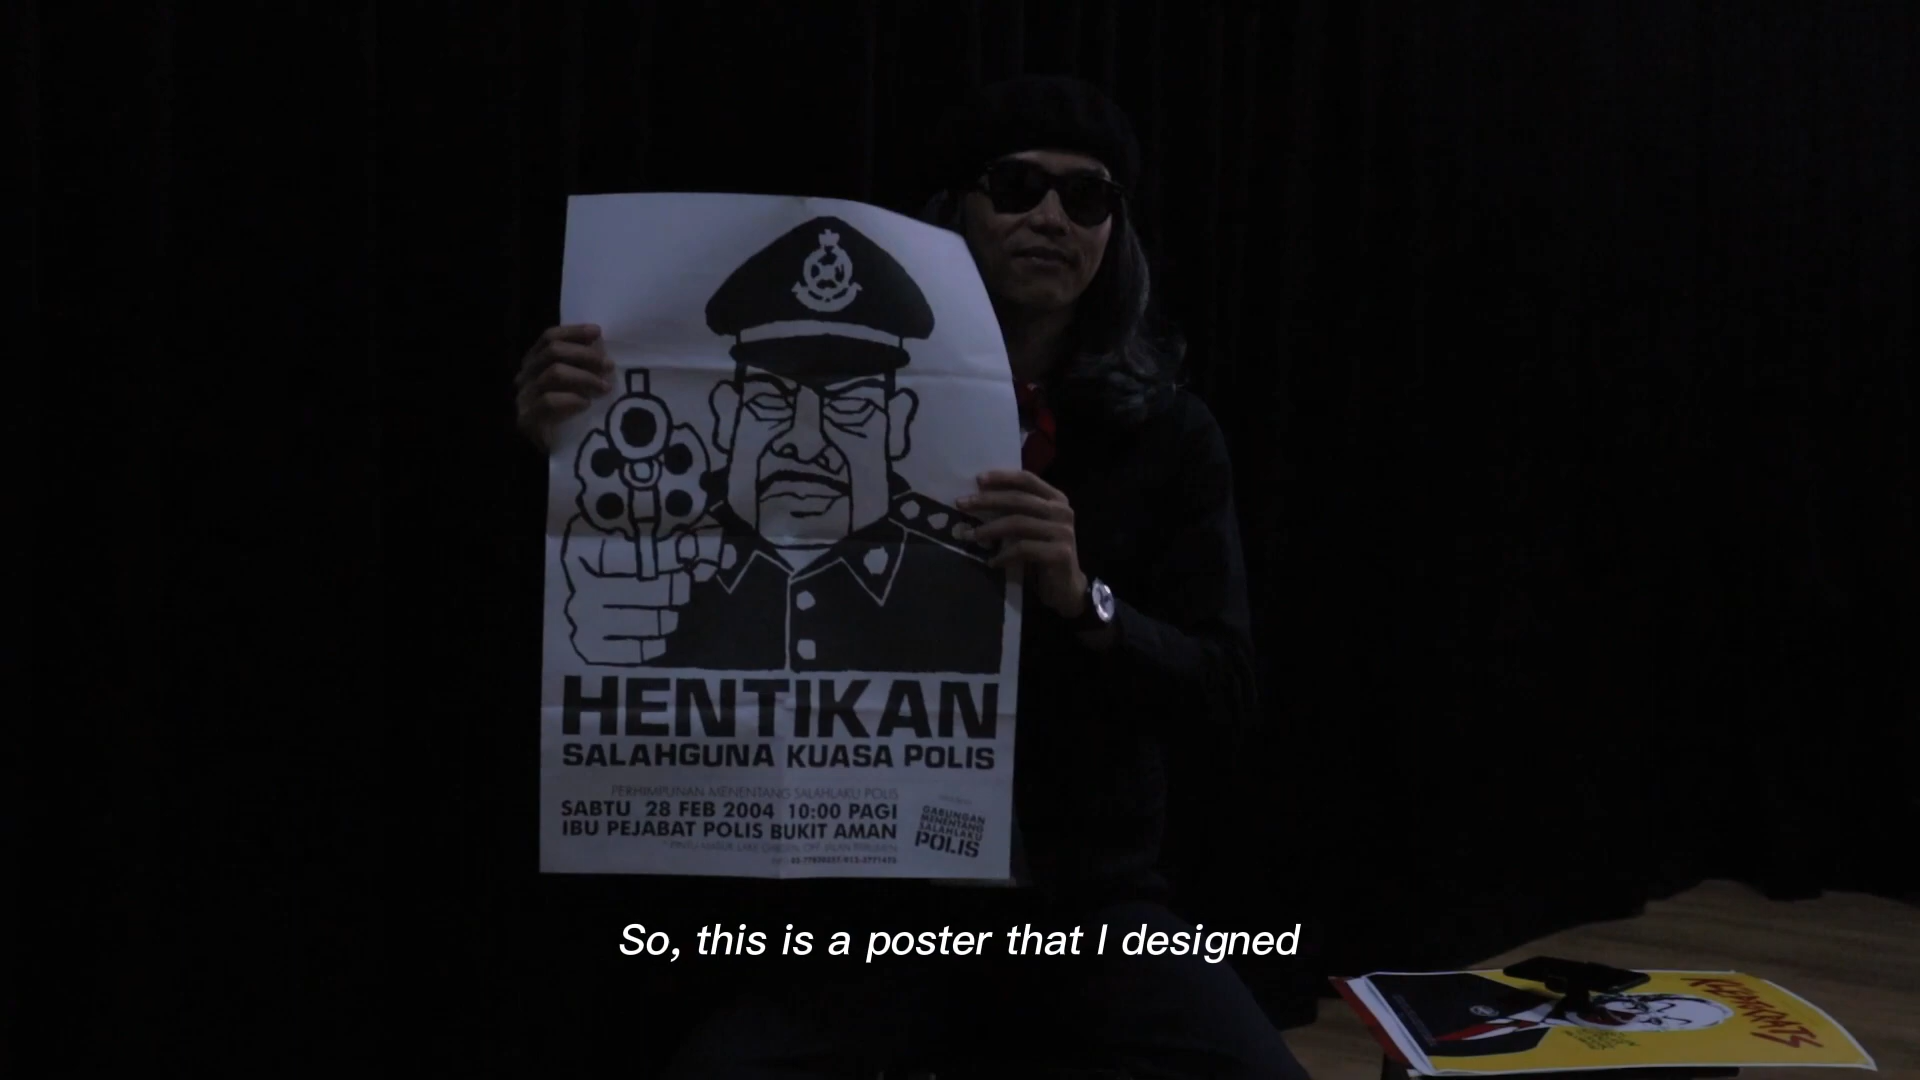 HENTIKAN
SALAHGUNA KUASA POLIS
PERHIMPUNAN MENENTANG SALAHLAKU POLIS
SABTU 28 FEB 2004 10:00 PAGI
IBU PEJABAT POLIS BUKIT AMAN
GABUNGAN
MENENTANG
SALAHLAKU
POLIS
So, this is a poster that I designed